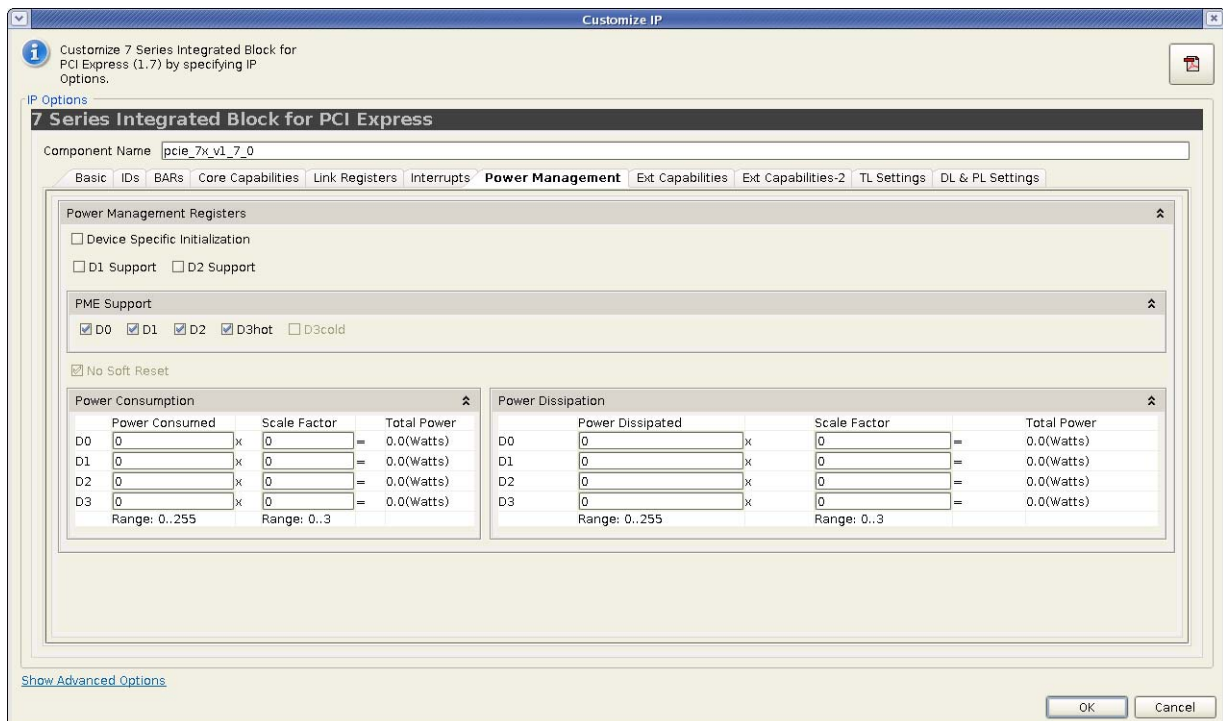 Customize IP
Customize 7 Series Integrated Block for
PCI Express (1.7) by specifying IP
Options.
IP Options
7 Series Integrated Block for PCI Express
Component Name pcie_7x_v1_7_0
Basic IDs BARs Core Capabilities Link Registers Interrupts Power Management Ext Capabilities Ext Capabilities-2 TL Settings DL & PL Settings
Power Management Registers
Device Specific Initialization
D1 Support D2 Support
PME Support
D0 D1 D2 D3hot D3cold
No Soft Reset
Power Consumption
Power Consumed Scale Factor Total Power
D0 0 x 0 = 0.0(Watts)
D1 0 x 0 = 0.0(Watts)
D2 0 x 0 = 0.0(Watts)
D3 0 x 0 = 0.0(Watts)
Range: 0..255 Range: 0..3
Power Dissipation
Power Dissipated Scale Factor Total Power
D0 0 x 0 = 0.0(Watts)
D1 0 x 0 = 0.0(Watts)
D2 0 x 0 = 0.0(Watts)
D3 0 x 0 = 0.0(Watts)
Range: 0..255 Range: 0..3
Show Advanced Options
OK Cancel